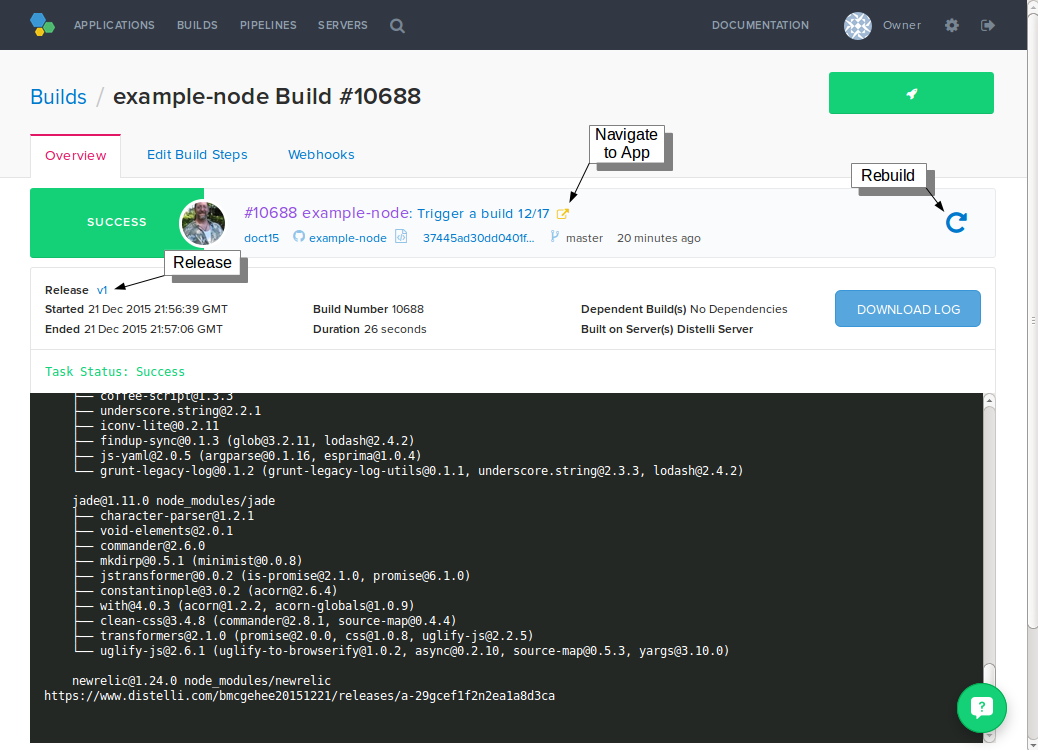 APPLICATIONS BUILDS PIPELINES SERVERS DOCUMENTATION Owner
Builds / example-node Build #10688
Navigate
to App
Overview Edit Build Steps Webhooks
Rebuild
SUCCESS
#10688 example-node: Trigger a build 12/17
doct15 example-node 37445ad30dd0401f... master 20 minutes ago
Release
Release v1
Started 21 Dec 2015 21:56:39 GMT Build Number 10688 Dependent Build(s) No Dependencies
Ended 21 Dec 2015 21:57:06 GMT Duration 26 seconds Built on Server(s) Distelli Server
DOWNLOAD LOG
Task Status: Success
├── coffee-script@1.3.3
├── underscore.string@2.2.1
├── iconv-lite@0.2.11
├── findup-sync@0.1.3 (glob@3.2.11, lodash@2.4.2)
├── js-yaml@2.0.5 (argparse@0.1.16, esprima@1.0.4)
└── grunt-legacy-log@0.1.2 (grunt-legacy-log-utils@0.1.1, underscore.string@2.3.3, lodash@2.4.2)
jade@1.11.0 node_modules/jade
├── character-parser@1.2.1
├── void-elements@2.0.1
├── commander@2.6.0
├── mkdirp@0.5.1 (minimist@0.0.8)
├── jstransformer@0.0.2 (is-promise@2.1.0, promise@6.1.0)
├── constantinople@3.0.2 (acorn@2.6.4)
├── with@4.0.3 (acorn@1.2.2, acorn-globals@1.0.9)
├── clean-css@3.4.8 (commander@2.8.1, source-map@0.4.4)
├── transformers@2.1.0 (promise@2.0.0, css@1.0.8, uglify-js@2.2.5)
└── uglify-js@2.6.1 (uglify-to-browserify@1.0.2, async@0.2.10, source-map@0.5.3, yargs@3.10.0)
newrelic@1.24.0 node_modules/newrelic
https://www.distelli.com/bmcgehee20151221/releases/a-29gcef1f2n2ea1a8d3ca